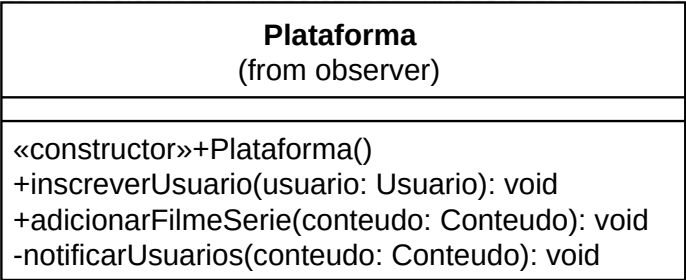 Plataforma
(from observer)
«constructor»+Plataforma()
+inscreverUsuario(usuario: Usuario): void
+adicionarFilmeSerie(conteudo: Conteudo): void
-notificarUsuarios(conteudo: Conteudo): void